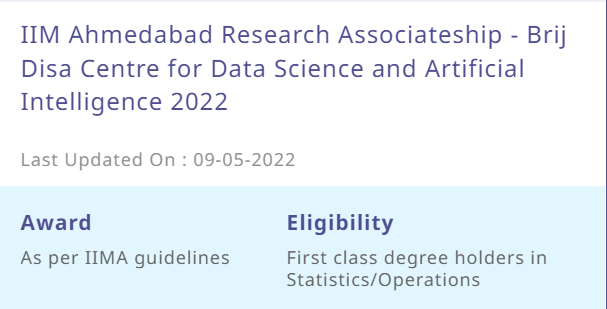 IIM Ahmedabad Research Associateship - Brij
Disa Centre for Data Science and Artificial
Intelligence 2022
Last Updated On : 09-05-2022
Award
As per IIMA guidelines
Eligibility
First class degree holders in
Statistics/Operations